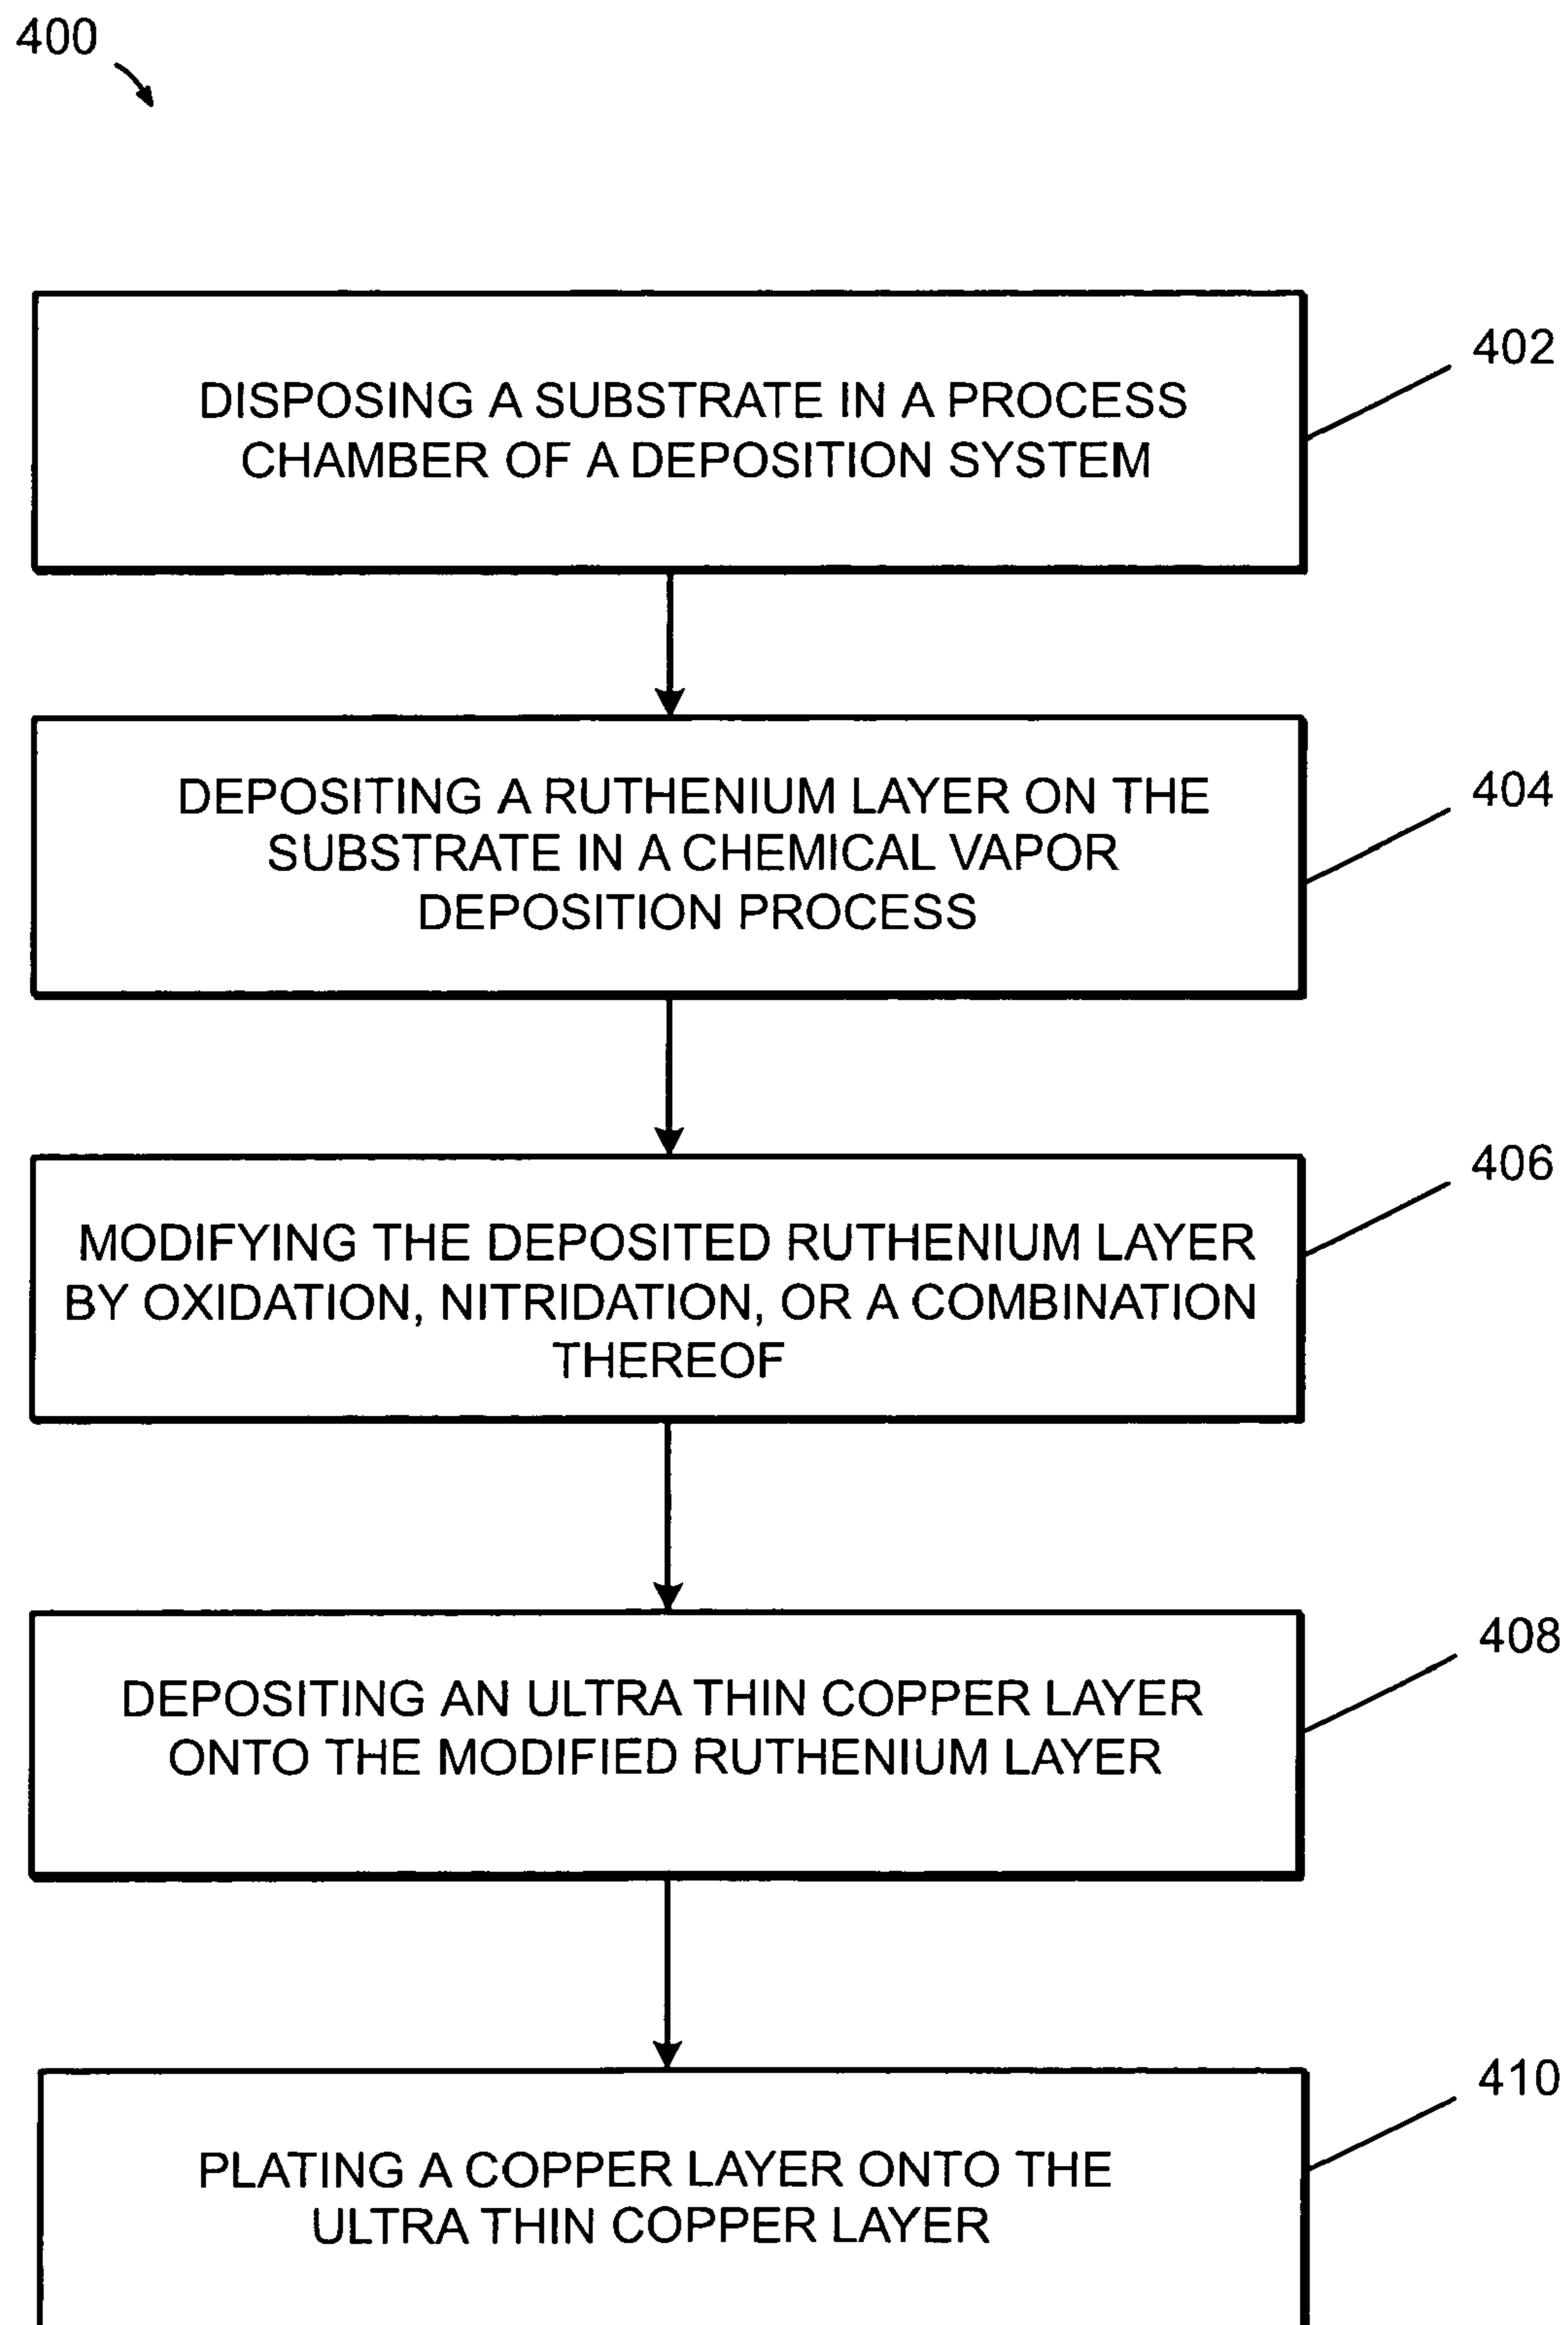 400
DISPOSING A SUBSTRATE IN A PROCESS
CHAMBER OF A DEPOSITION SYSTEM
402
DEPOSITING A RUTHENIUM LAYER ON THE
SUBSTRATE IN A CHEMICAL VAPOR
DEPOSITION PROCESS
404
MODIFYING THE DEPOSITED RUTHENIUM LAYER
BY OXIDATION, NITRIDATION, OR A COMBINATION
THEREOF
406
DEPOSITING AN ULTRA THIN COPPER LAYER
ONTO THE MODIFIED RUTHENIUM LAYER
408
PLATING A COPPER LAYER ONTO THE
ULTRA THIN COPPER LAYER
410